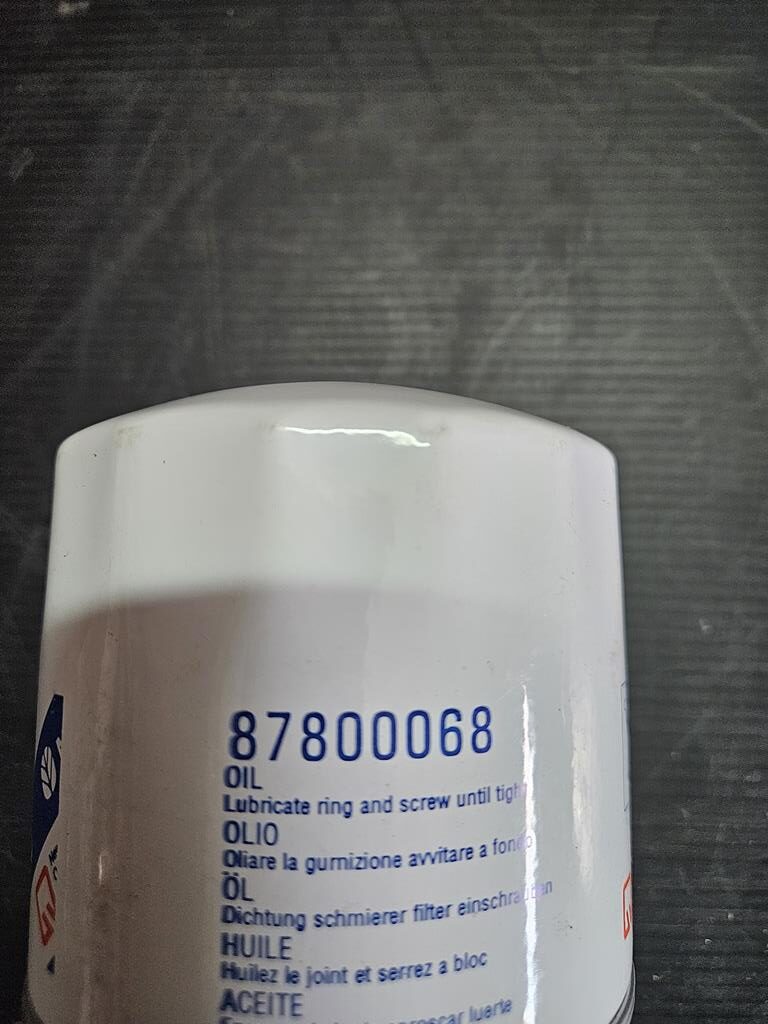 87800068
OIL
Lubricate ring and screw until tight
OLIO
Oliare la gurnizione avvitare a fondo
ÖL
Dichtung schmierer filter einschrauben
HUILE
Huilez le joint et serrez a bloc
ACEITE
luerte